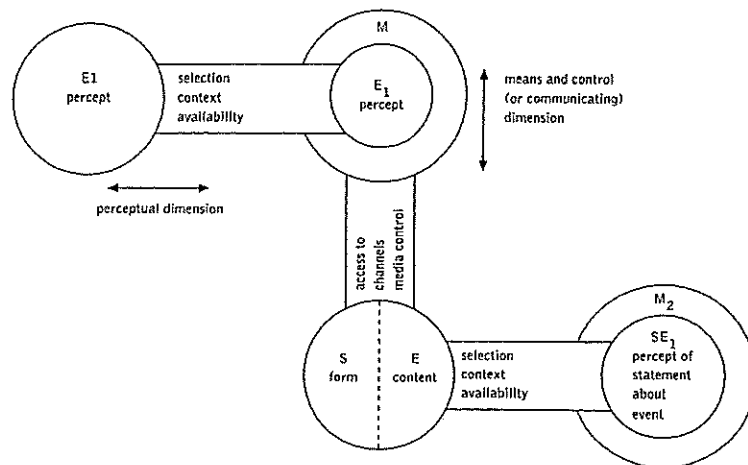 M
E1
percept
selection
context
availability
E1
percept
means and control
(or communicating)
dimension
perceptual dimension
access to
channels
media control
S
form
E
content
selection
context
availability
M2
SE1
percept of
statement
about
event